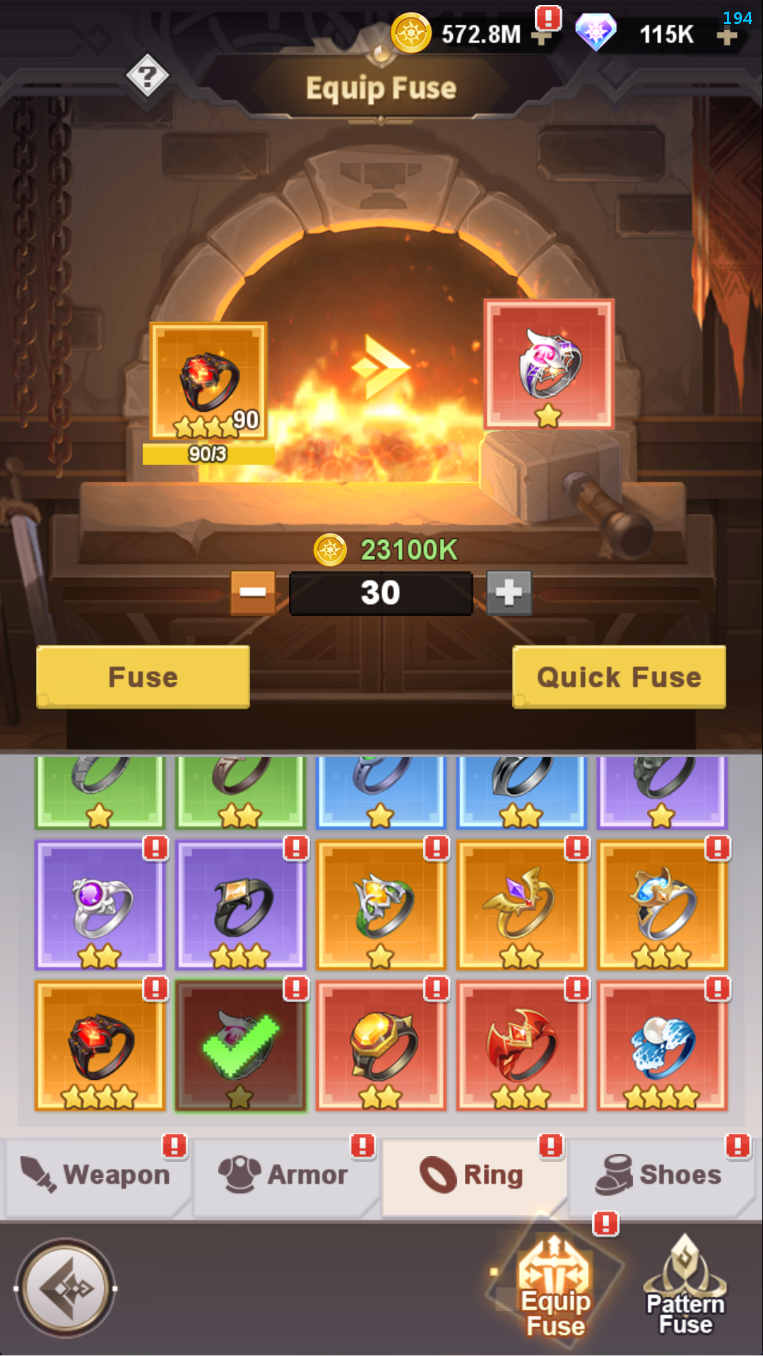 194
572.8M
115K
?
Equip Fuse
90
90/3
23100K
30
Fuse
Quick Fuse
Weapon
Armor
Ring
Shoes
Equip
Fuse
Pattern
Fuse